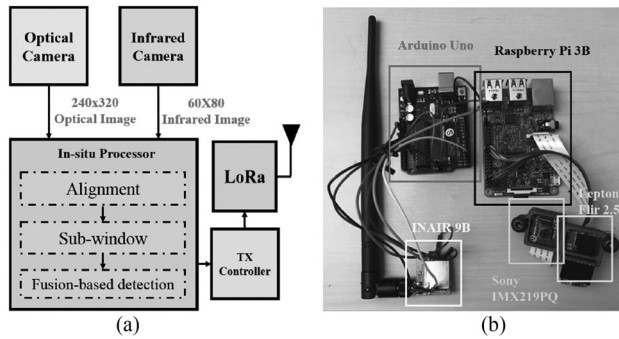 Optical
Camera
Infrared
Camera
240x320
Optical Image
60X80
Infrared Image
In-situ Processor
Alignment
Sub-window
Fusion-based detection
LoRa
TX
Controller
(a)
Arduino Uno
Raspberry Pi 3B
Lepton
Flir 2.5
INAIR 9B
Sony
IMX219PQ
(b)